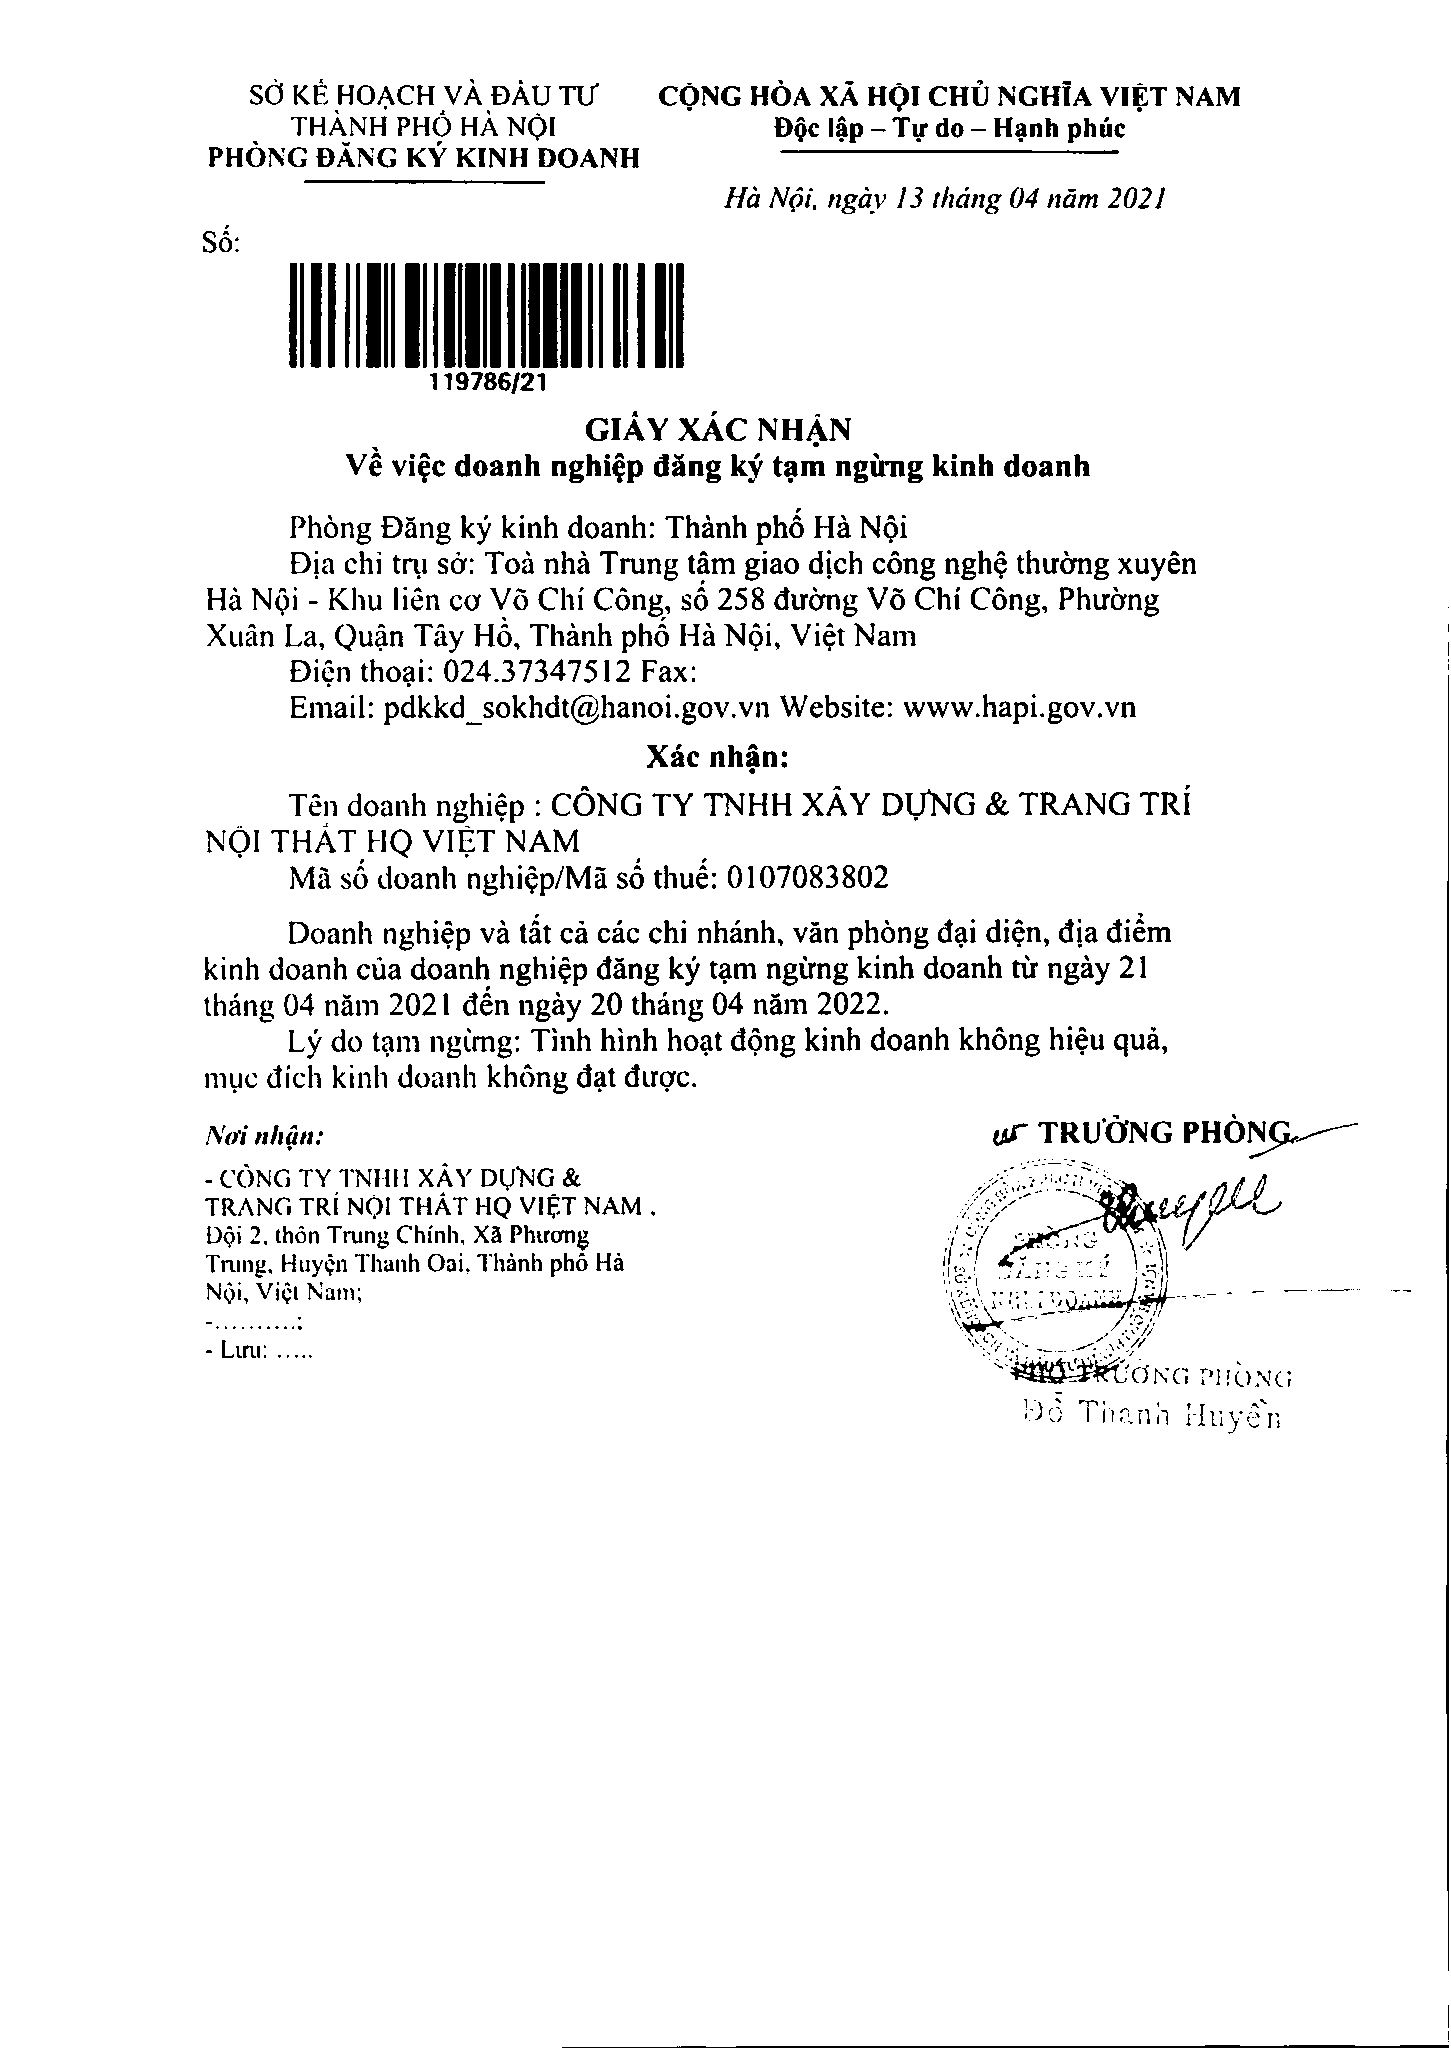 SỞ KẾ HOẠCH VÀ ĐẦU TƯ
THÀNH PHỐ HÀ NỘI
PHÒNG ĐĂNG KÝ KINH DOANH
CỘNG HÒA XÃ HỘI CHỦ NGHĨA VIỆT NAM
Độc lập – Tự do – Hạnh phúc
Hà Nội, ngày 13 tháng 04 năm 2021
Số:
119786/21
GIẤY XÁC NHẬN
Về việc doanh nghiệp đăng ký tạm ngừng kinh doanh
Phòng Đăng ký kinh doanh: Thành phố Hà Nội
Địa chỉ trụ sở: Toà nhà Trung tâm giao dịch công nghệ thường xuyên
Hà Nội - Khu liên cơ Võ Chí Công, số 258 đường Võ Chí Công, Phường
Xuân La, Quận Tây Hồ, Thành phố Hà Nội, Việt Nam
Điện thoại: 024.37347512 Fax:
Email: pdkkd_sokhdt@hanoi.gov.vn Website: www.hapi.gov.vn
Xác nhận:
Tên doanh nghiệp : CÔNG TY TNHH XÂY DỰNG & TRANG TRÍ
NỘI THẤT HQ VIỆT NAM
Mã số doanh nghiệp/Mã số thuế: 0107083802
Doanh nghiệp và tất cả các chi nhánh, văn phòng đại diện, địa điểm
kinh doanh của doanh nghiệp đăng ký tạm ngừng kinh doanh từ ngày 21
tháng 04 năm 2021 đến ngày 20 tháng 04 năm 2022.
Lý do tạm ngừng: Tình hình hoạt động kinh doanh không hiệu quả,
mục đích kinh doanh không đạt được.
Nơi nhận:
- CÔNG TY TNHH XÂY DỰNG &
TRANG TRÍ NỘI THẤT HQ VIỆT NAM .
Đội 2, thôn Trung Chính, Xã Phương
Trung, Huyện Thanh Oai, Thành phố Hà
Nội, Việt Nam;
-..........;
- Lưu: .....
TRƯỞNG PHÒNG
PHÒNG
ĐĂNG KÝ
KINH DOANH
PHÓ TRƯỞNG PHÒNG
Đỗ Thanh Huyền